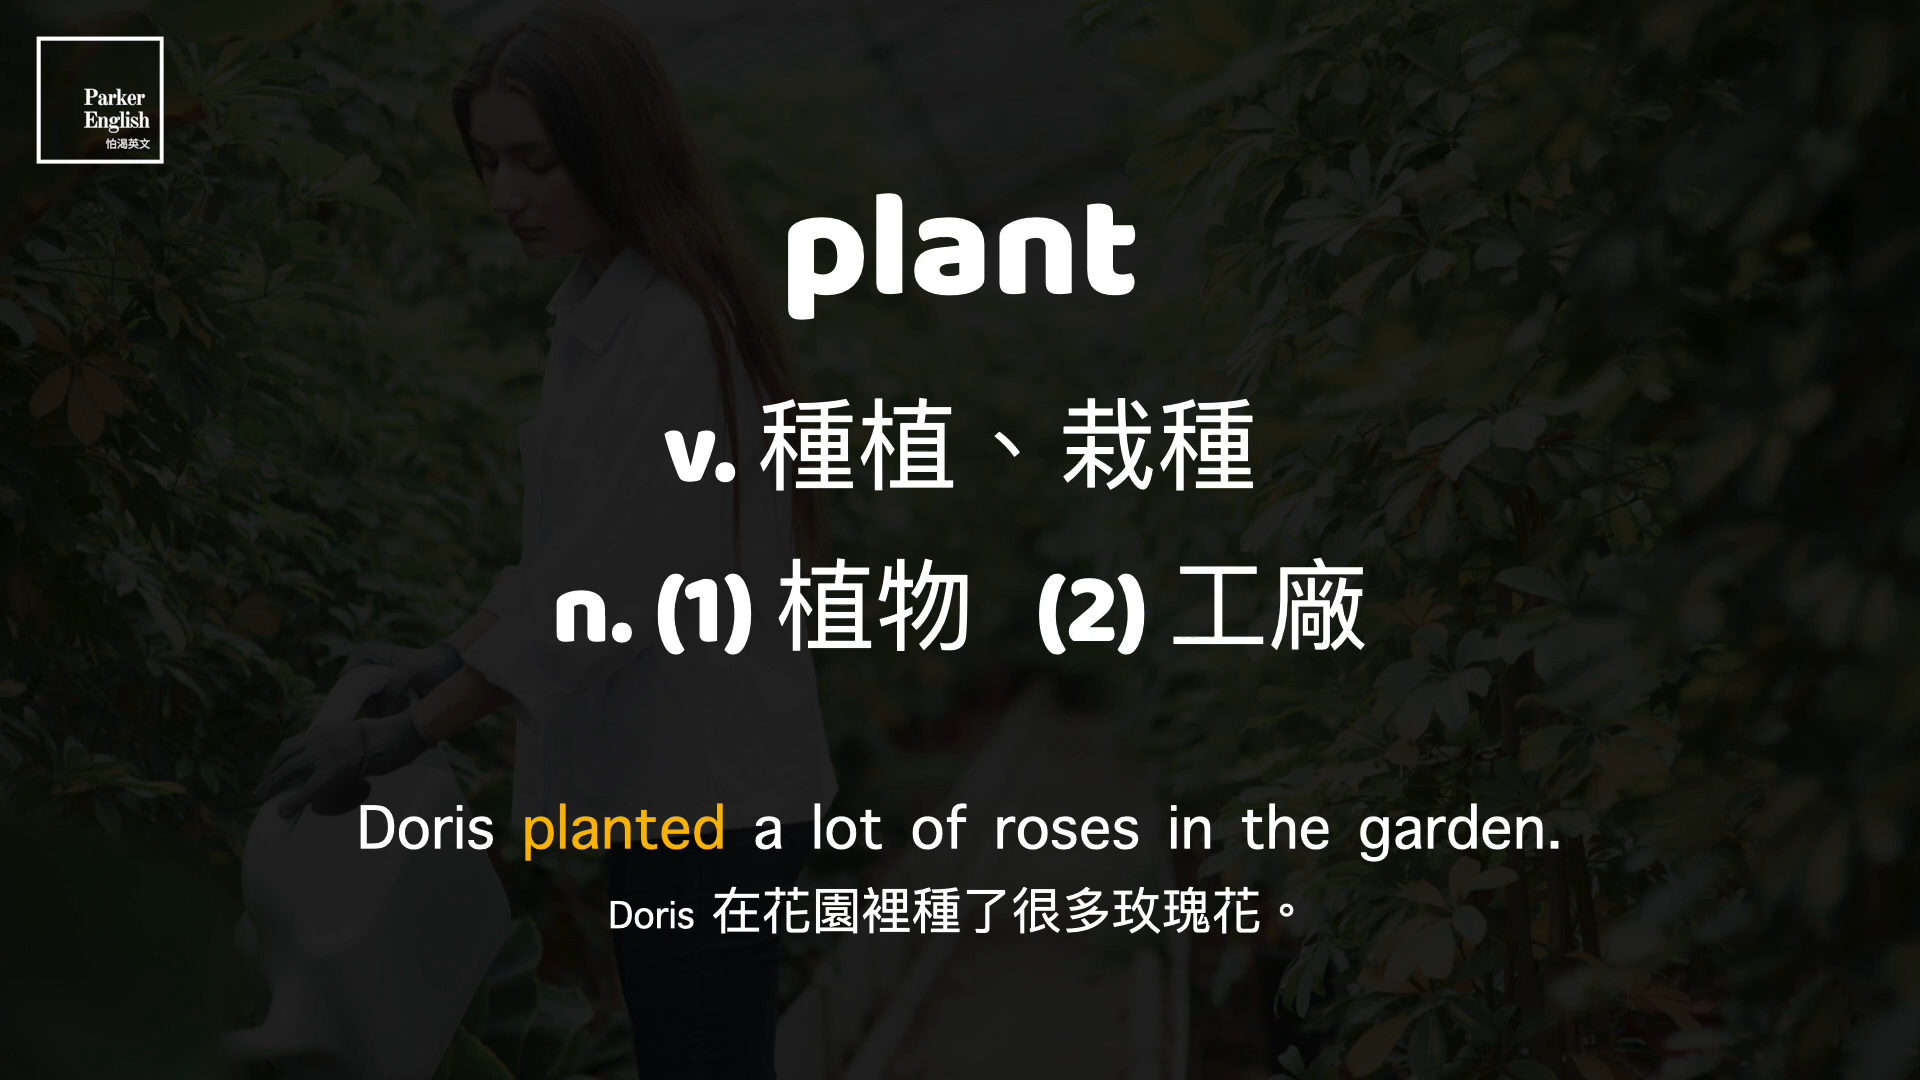 Parker
English
怕渴英文
plant
v. 種植、栽種
n. (1) 植物 (2) 工廠
Doris planted a lot of roses in the garden.
Doris 在花園裡種了很多玫瑰花。